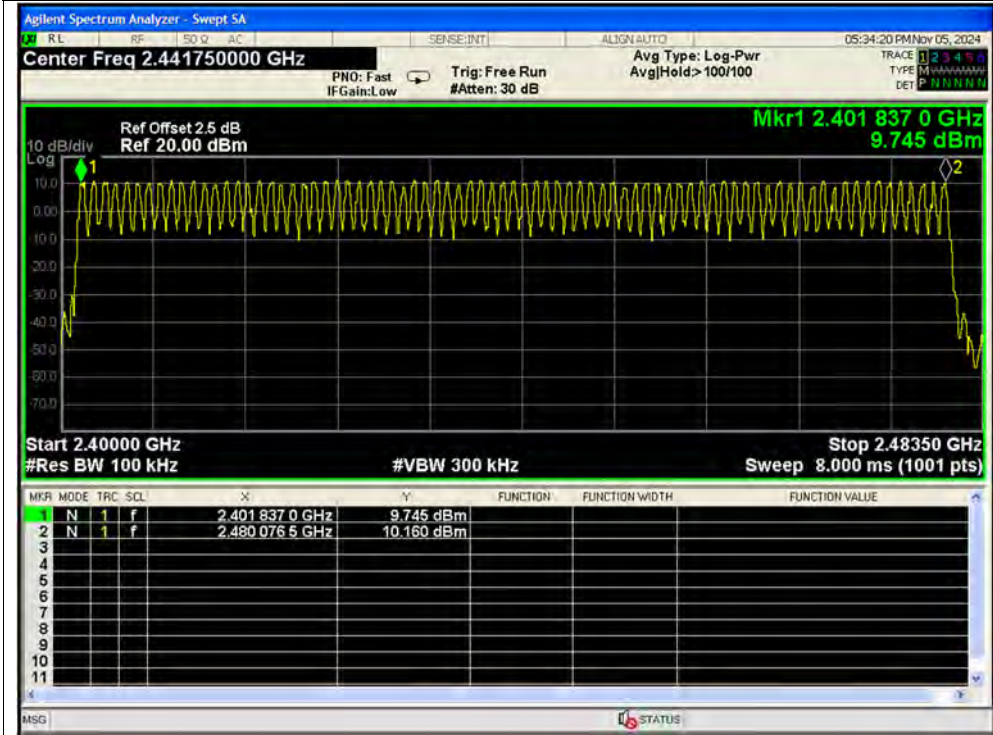 Agilent Spectrum Analyzer - Swept SA
RL RF 50 Ω AC SENSE:INT ALIGN AUTO 05:34:20 PM Nov 05, 2024
Center Freq 2.441750000 GHz
PNO: Fast
IFGain:Low
Trig: Free Run
#Atten: 30 dB
Avg Type: Log-Pwr
Avg|Hold:> 100/100
TRACE 1 2 3 4 5 6
TYPE M
DET P N N N N N
Mkr1 2.401 837 0 GHz
9.745 dBm
Ref Offset 2.5 dB
10 dB/div Ref 20.00 dBm
Log
1
2
10.0
0.00
-10.0
-20.0
-30.0
-40.0
-50.0
-60.0
-70.0
Start 2.40000 GHz Stop 2.48350 GHz
#Res BW 100 kHz #VBW 300 kHz Sweep 8.000 ms (1001 pts)
MKR MODE TRC SCL X Y FUNCTION FUNCTION WIDTH FUNCTION VALUE
1 N 1 f 2.401 837 0 GHz 9.745 dBm
2 N 1 f 2.480 076 5 GHz 10.160 dBm
3
4
5
6
7
8
9
10
11
MSG STATUS